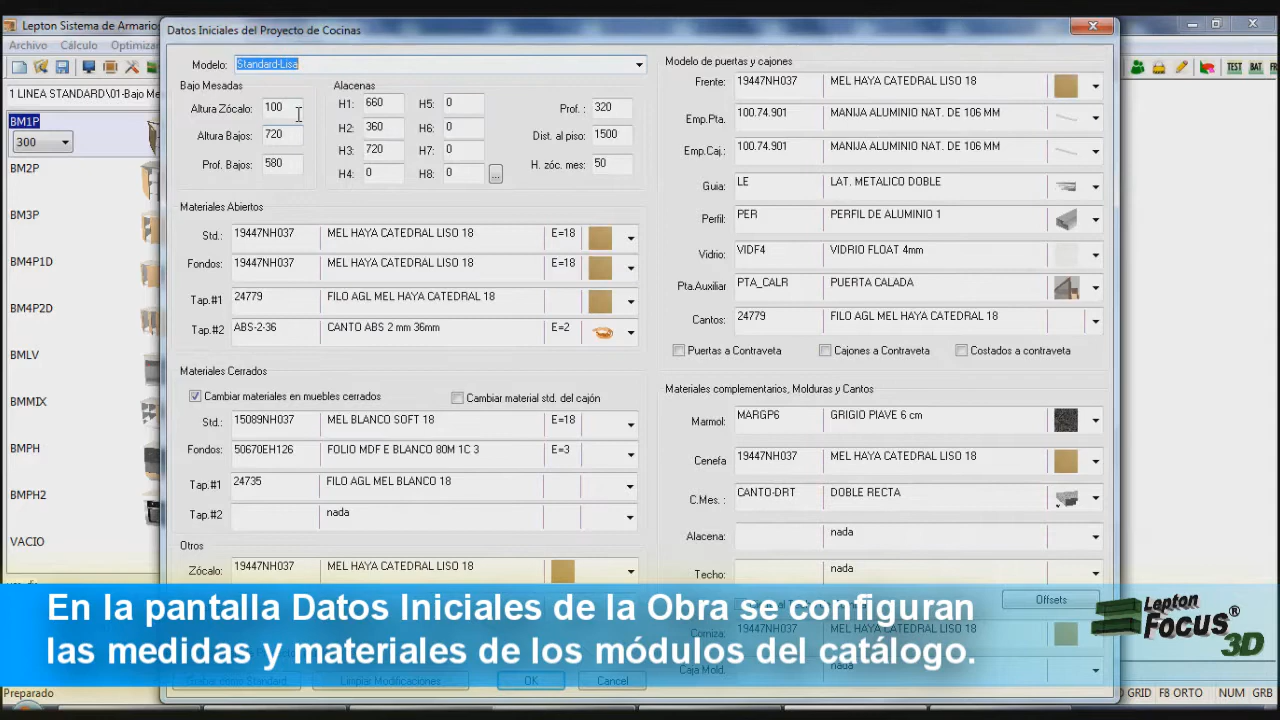 Lepton Sistema de Armario
Datos Iniciales del Proyecto de Cocinas
Archivo Cálculo Optimiza
TEST BAT F
1 LINEA STANDARD\01-Bajo Me
BM1P
300
BM2P
BM3P
BM4P1D
BM4P2D
BMLV
BMMIX
BMPH
BMPH2
VACIO
Modelo: Standard-Lisa
Bajo Mesadas
Altura Zócalo: 100
Altura Bajos: 720
Prof. Bajos: 580
Alacenas
H1: 660 H5: 0 Prof. : 320
H2: 360 H6: 0 Dist. al piso: 1500
H3: 720 H7: 0 H. zóc. mes: 50
H4: 0 H8: 0 ...
Materiales Abiertos
Std.: 19447NH037 MEL HAYA CATEDRAL LISO 18 E=18
Fondos: 19447NH037 MEL HAYA CATEDRAL LISO 18 E=18
Tap.#1 24779 FILO AGL MEL HAYA CATEDRAL 18
Tap.#2 ABS-2-36 CANTO ABS 2 mm 36mm E=2
Materiales Cerrados
Cambiar materiales en muebles cerrados Cambiar material std. del cajón
Std.: 15089NH037 MEL BLANCO SOFT 18 E=18
Fondos: 50670EH126 FOLIO MDF E BLANCO 80M 1C 3 E=3
Tap.#1 24735 FILO AGL MEL BLANCO 18
Tap.#2 nada
Otros
Zócalo: 19447NH037 MEL HAYA CATEDRAL LISO 18
Modelo de puertas y cajones
Frente: 19447NH037 MEL HAYA CATEDRAL LISO 18
Emp.Pta.: 100.74.901 MANIJA ALUMINIO NAT. DE 106 MM
Emp.Caj.: 100.74.901 MANIJA ALUMINIO NAT. DE 106 MM
Guia: LE LAT. METALICO DOBLE
Perfil: PER PERFIL DE ALUMINIO 1
Vidrio: VIDF4 VIDRIO FLOAT 4mm
Pta.Auxiliar PTA_CALR PUERTA CALADA
Cantos: 24779 FILO AGL MEL HAYA CATEDRAL 18
Puertas a Contraveta Cajones a Contraveta Costados a contraveta
Materiales complementarios, Molduras y Cantos
Marmol: MARGP6 GRIGIO PIAVE 6 cm
Cenefa 19447NH037 MEL HAYA CATEDRAL LISO 18
C.Mes. : CANTO-DRT DOBLE RECTA
Alacena: nada
Techo: nada
Offsets
Corniza: 19447NH037 MEL HAYA CATEDRAL LISO 18
Caja Mold. nada
Grabar como Standard Limpiar Modificaciones OK Cancel
En la pantalla Datos Iniciales de la Obra se configuran
las medidas y materiales de los módulos del catálogo.
Lepton
FOCUS®
3D
Preparado
GRID F8 ORTO NUM GRB